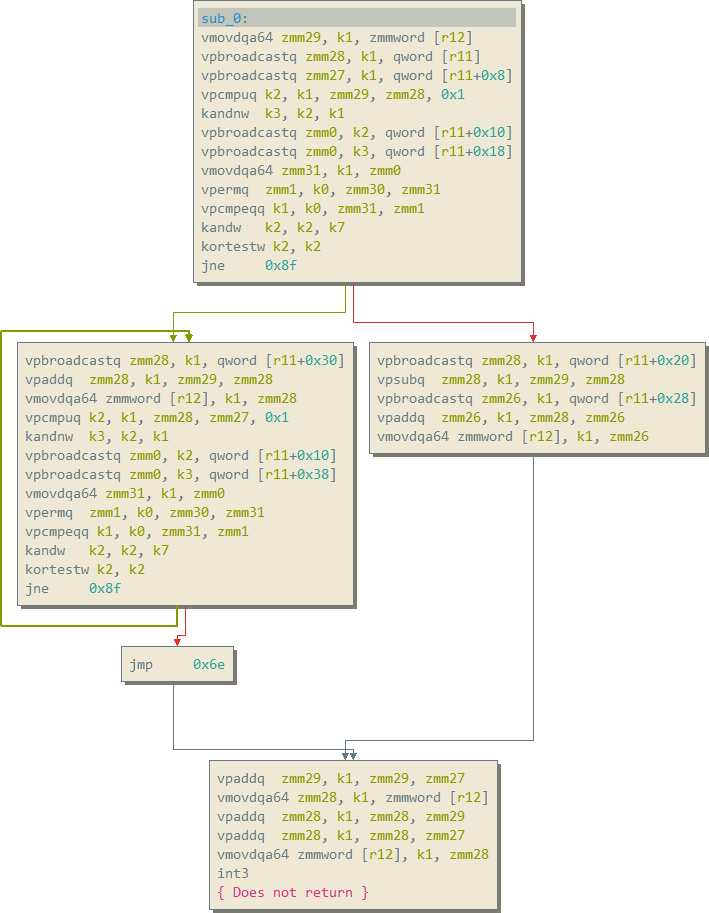 sub_0:
vmovdqa64 zmm29, k1, zmmword [r12]
vpbroadcastq zmm28, k1, qword [r11]
vpbroadcastq zmm27, k1, qword [r11+0x8]
vpcmpuq k2, k1, zmm29, zmm28, 0x1
kandnw  k3, k2, k1
vpbroadcastq zmm0, k2, qword [r11+0x10]
vpbroadcastq zmm0, k3, qword [r11+0x18]
vmovdqa64 zmm31, k1, zmm0
vpermq  zmm1, k0, zmm30, zmm31
vpcmpeqq k1, k0, zmm31, zmm1
kandw   k2, k2, k7
kortestw k2, k2
jne     0x8f
vpbroadcastq zmm28, k1, qword [r11+0x30]
vpaddq  zmm28, k1, zmm29, zmm28
vmovdqa64 zmmword [r12], k1, zmm28
vpcmpuq k2, k1, zmm28, zmm27, 0x1
kandnw  k3, k2, k1
vpbroadcastq zmm0, k2, qword [r11+0x10]
vpbroadcastq zmm0, k3, qword [r11+0x38]
vmovdqa64 zmm31, k1, zmm0
vpermq  zmm1, k0, zmm30, zmm31
vpcmpeqq k1, k0, zmm31, zmm1
kandw   k2, k2, k7
kortestw k2, k2
jne     0x8f
vpbroadcastq zmm28, k1, qword [r11+0x20]
vpsubq  zmm28, k1, zmm29, zmm28
vpbroadcastq zmm26, k1, qword [r11+0x28]
vpaddq  zmm26, k1, zmm28, zmm26
vmovdqa64 zmmword [r12], k1, zmm26
jmp     0x6e
vpaddq  zmm29, k1, zmm29, zmm27
vmovdqa64 zmm28, k1, zmmword [r12]
vpaddq  zmm28, k1, zmm28, zmm29
vpaddq  zmm28, k1, zmm28, zmm27
vmovdqa64 zmmword [r12], k1, zmm28
int3
{ Does not return }